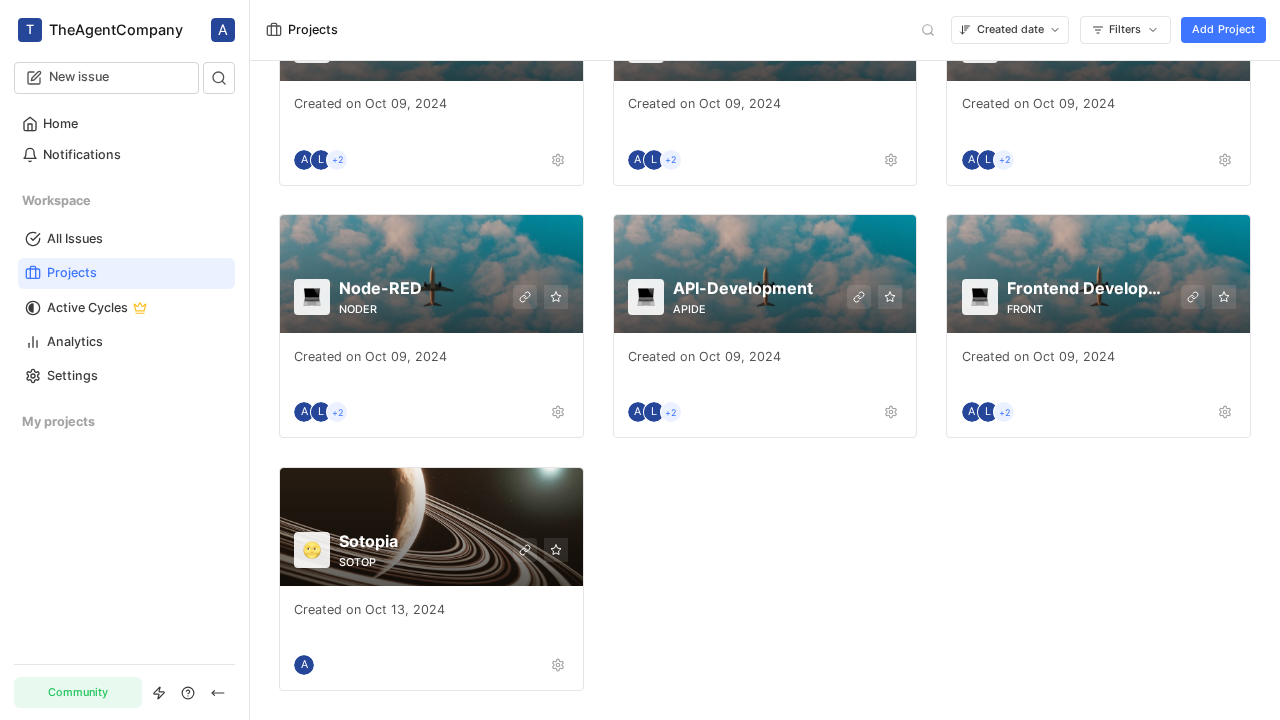 T TheAgentCompany A
New issue
Home
Notifications
Workspace
All Issues
Projects
Active Cycles
Analytics
Settings
My projects
Community
Projects
Created date
Filters
Add Project
Created on Oct 09, 2024
A L +2
Created on Oct 09, 2024
A L +2
Created on Oct 09, 2024
A L +2
Node-RED
NODER
Created on Oct 09, 2024
A L +2
API-Development
APIDE
Created on Oct 09, 2024
A L +2
Frontend Develop...
FRONT
Created on Oct 09, 2024
A L +2
Sotopia
SOTOP
Created on Oct 13, 2024
A